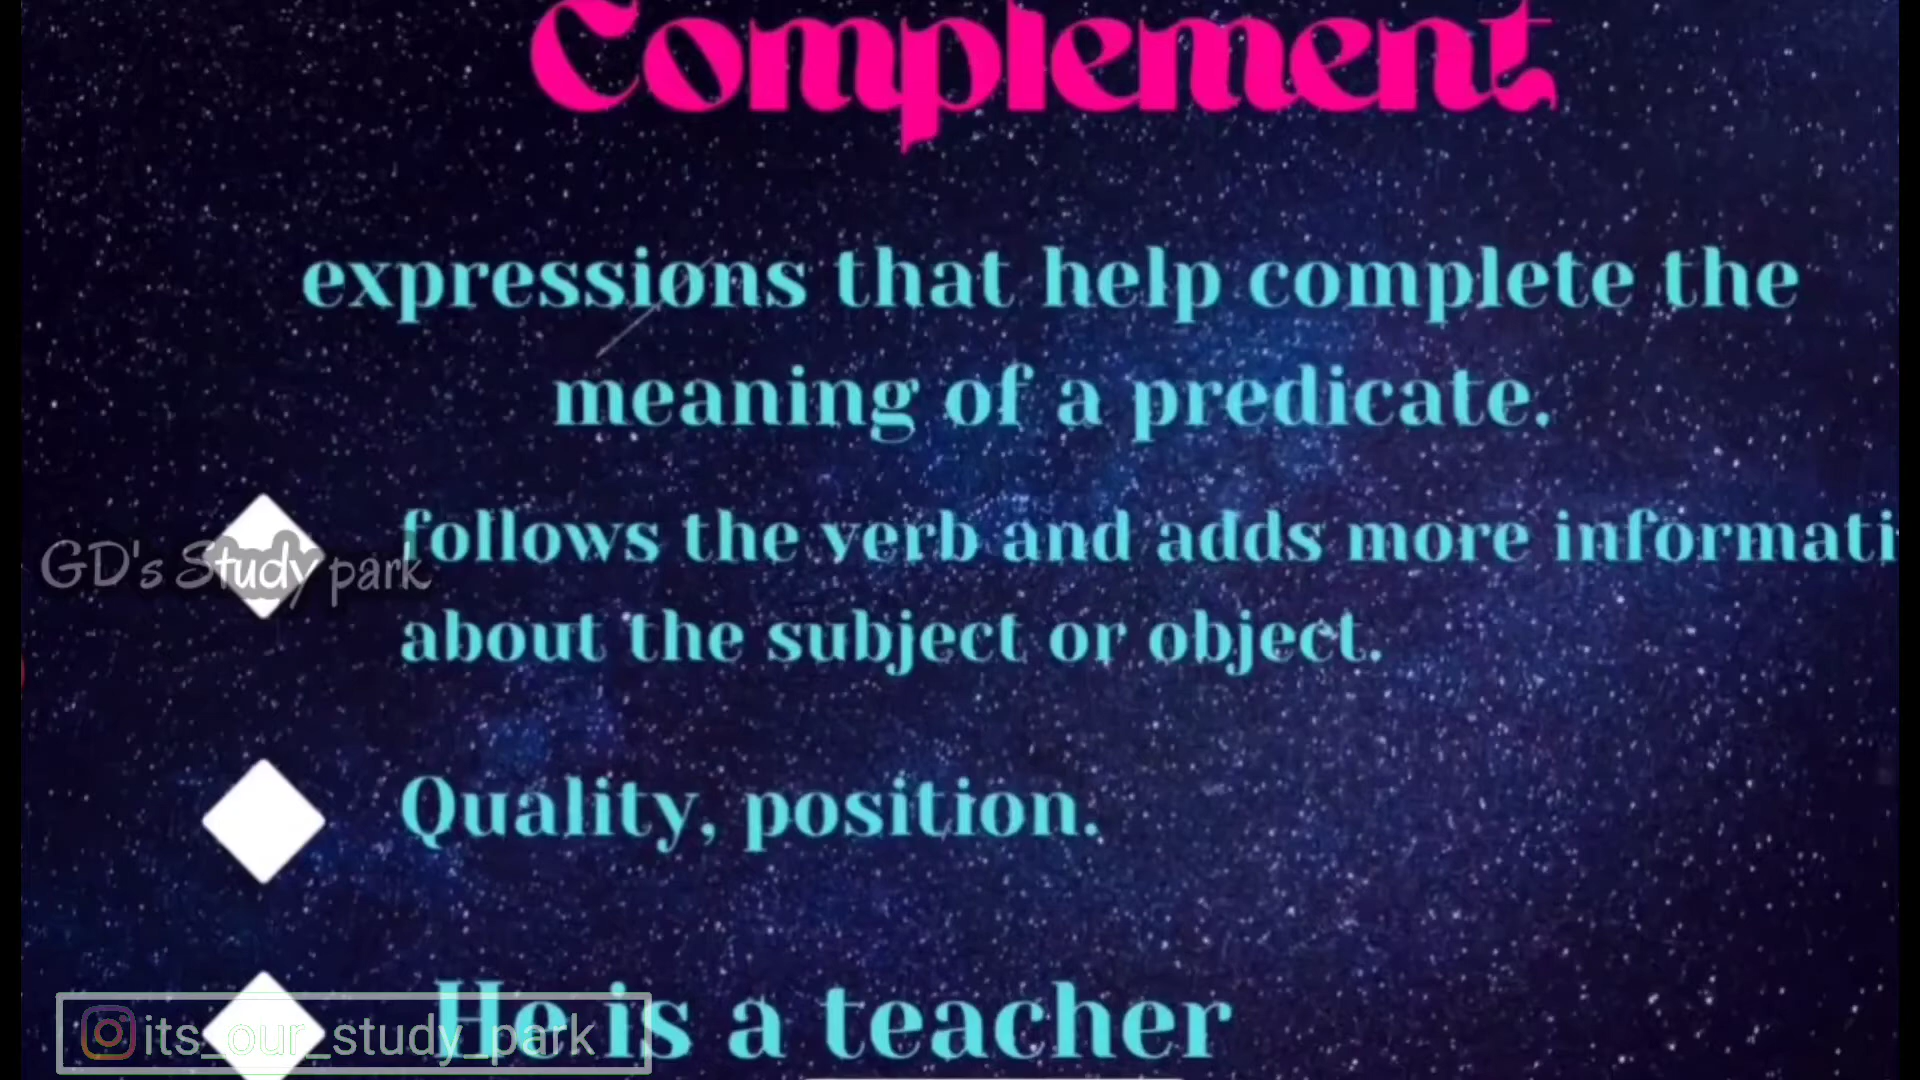 Complement
expressions that help complete the
meaning of a predicate.
follows the verb and adds more informati
GD's Study park
about the subject or object.
Quality, position.
He is a teacher
its_our_study_park